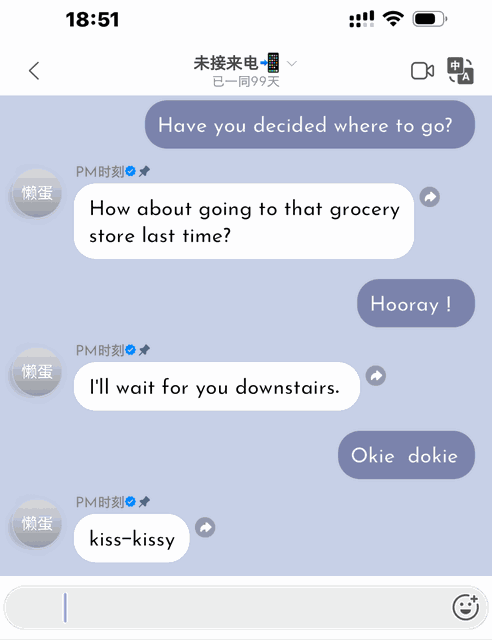 18:51
未接来电📲
已一同99天
中
A
Have you decided where to go?
PM时刻
懒蛋
How about going to that grocery
store last time?
Hooray !
PM时刻
懒蛋
I'll wait for you downstairs.
Okie dokie
PM时刻
懒蛋
kiss-kissy